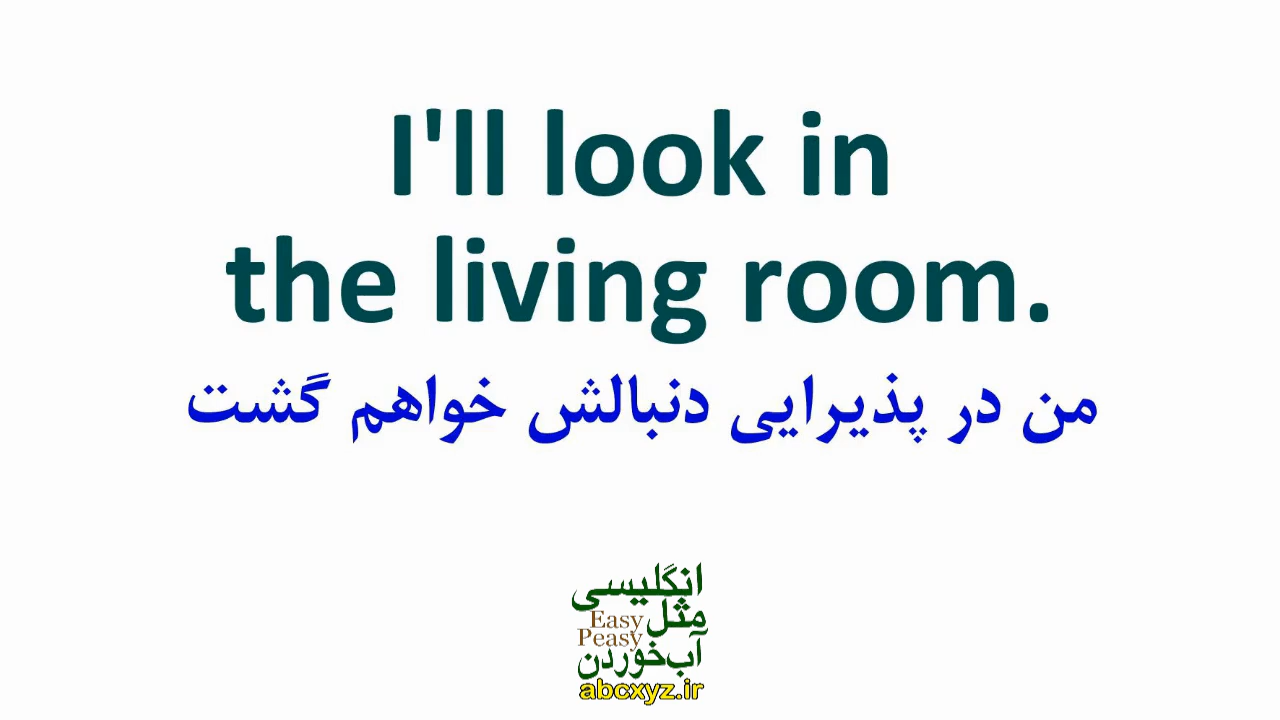 I'll look in
the living room.
من در پذیرایی دنبالش خواهم گشت
انگلیسی
مثل
Easy
Peasy
آب‌خوردن
abcxyz.ir